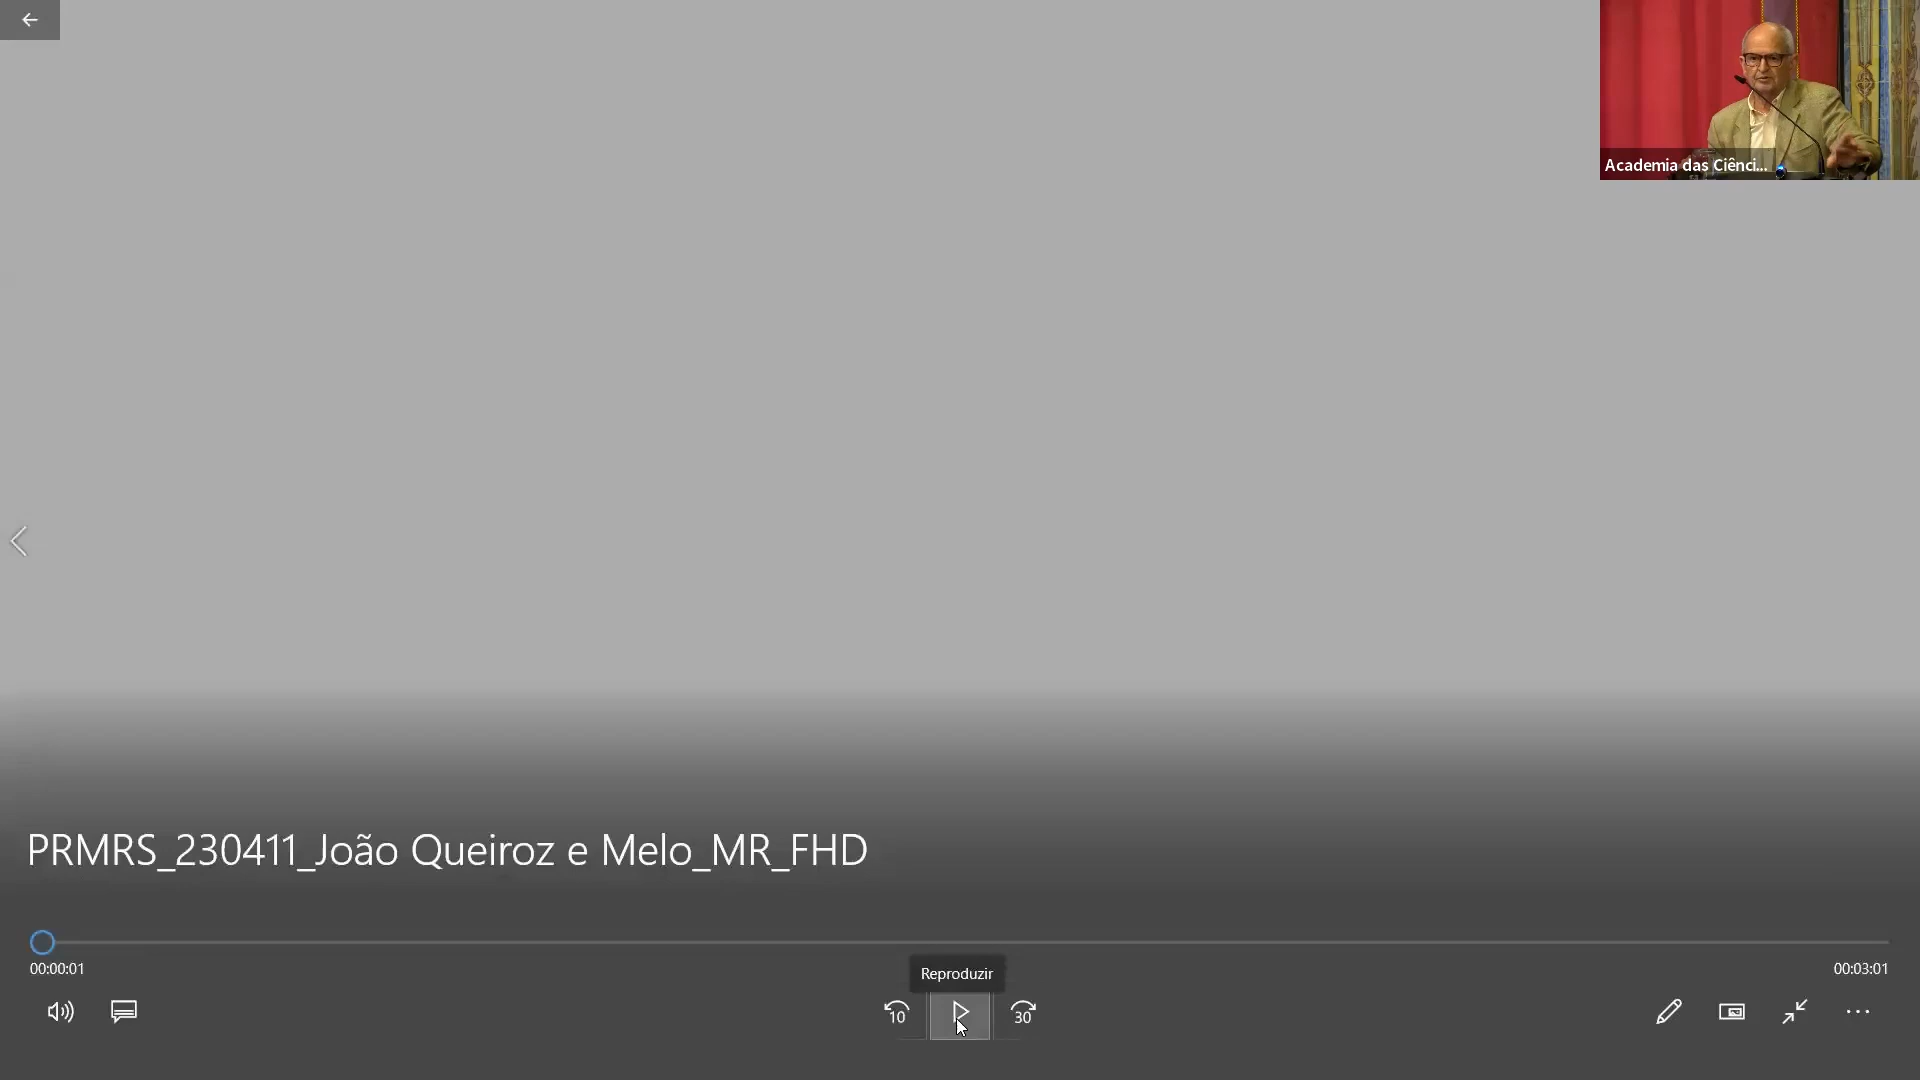 Academia das Ciênci...
PRMRS_230411_João Queiroz e Melo_MR_FHD
00:00:01
00:03:01
Reproduzir
10
30